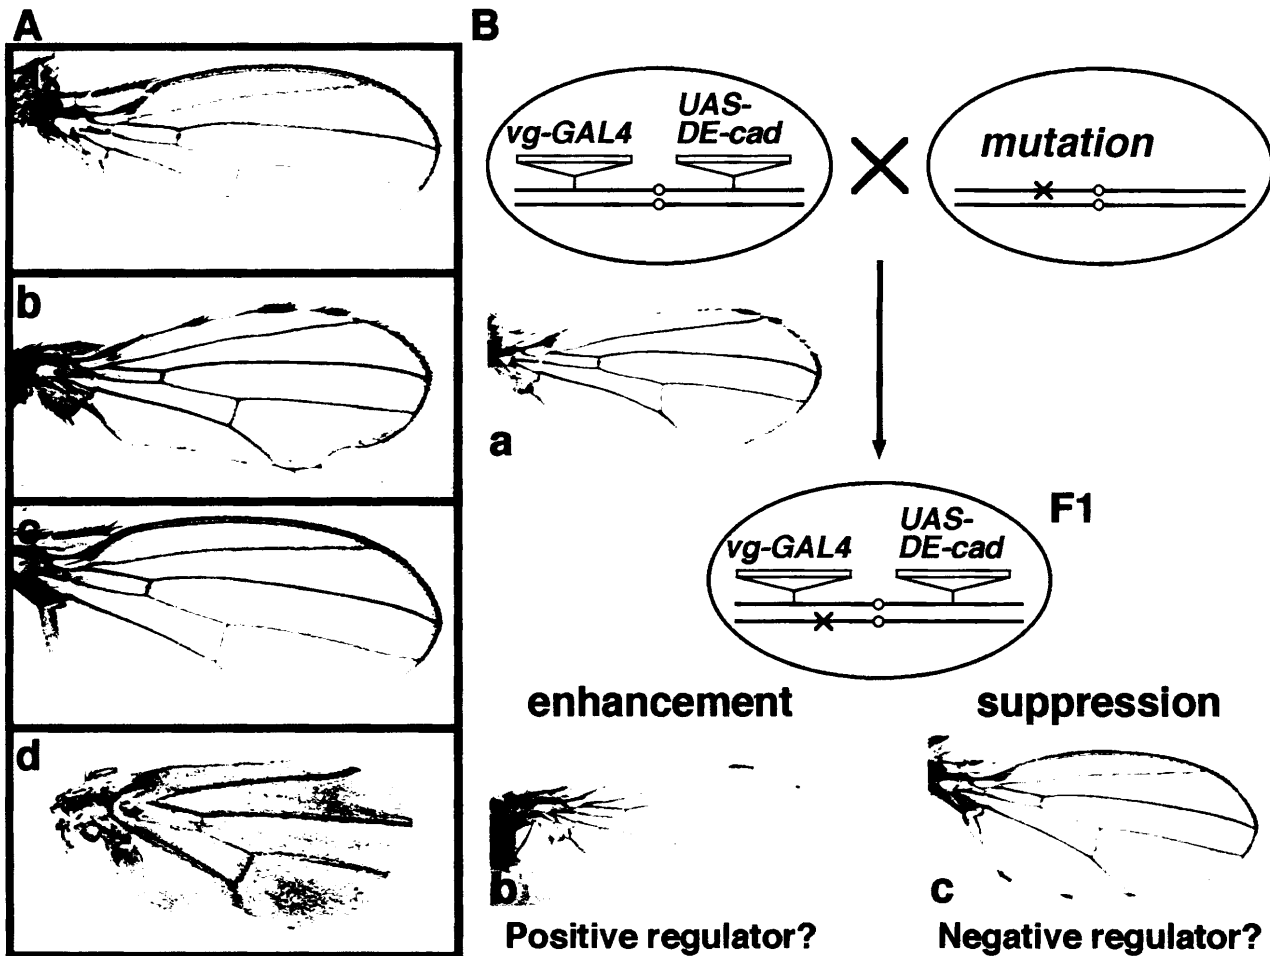 A
B
vg-GAL4
UAS-
DE-cad
mutation
b
a
c
F1
vg-GAL4
UAS-
DE-cad
enhancement
suppression
d
b
c
Positive regulator?
Negative regulator?